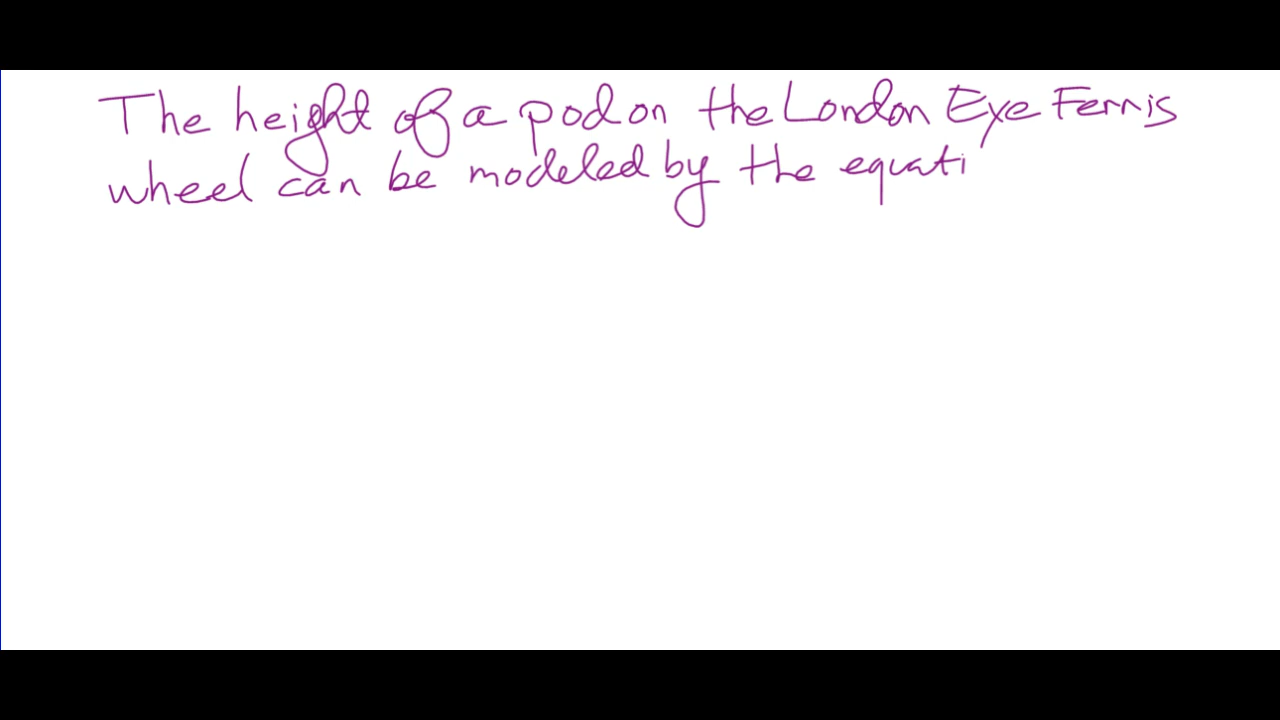 The height of a pod on the London Eye Ferris
wheel can be modeled by the equati